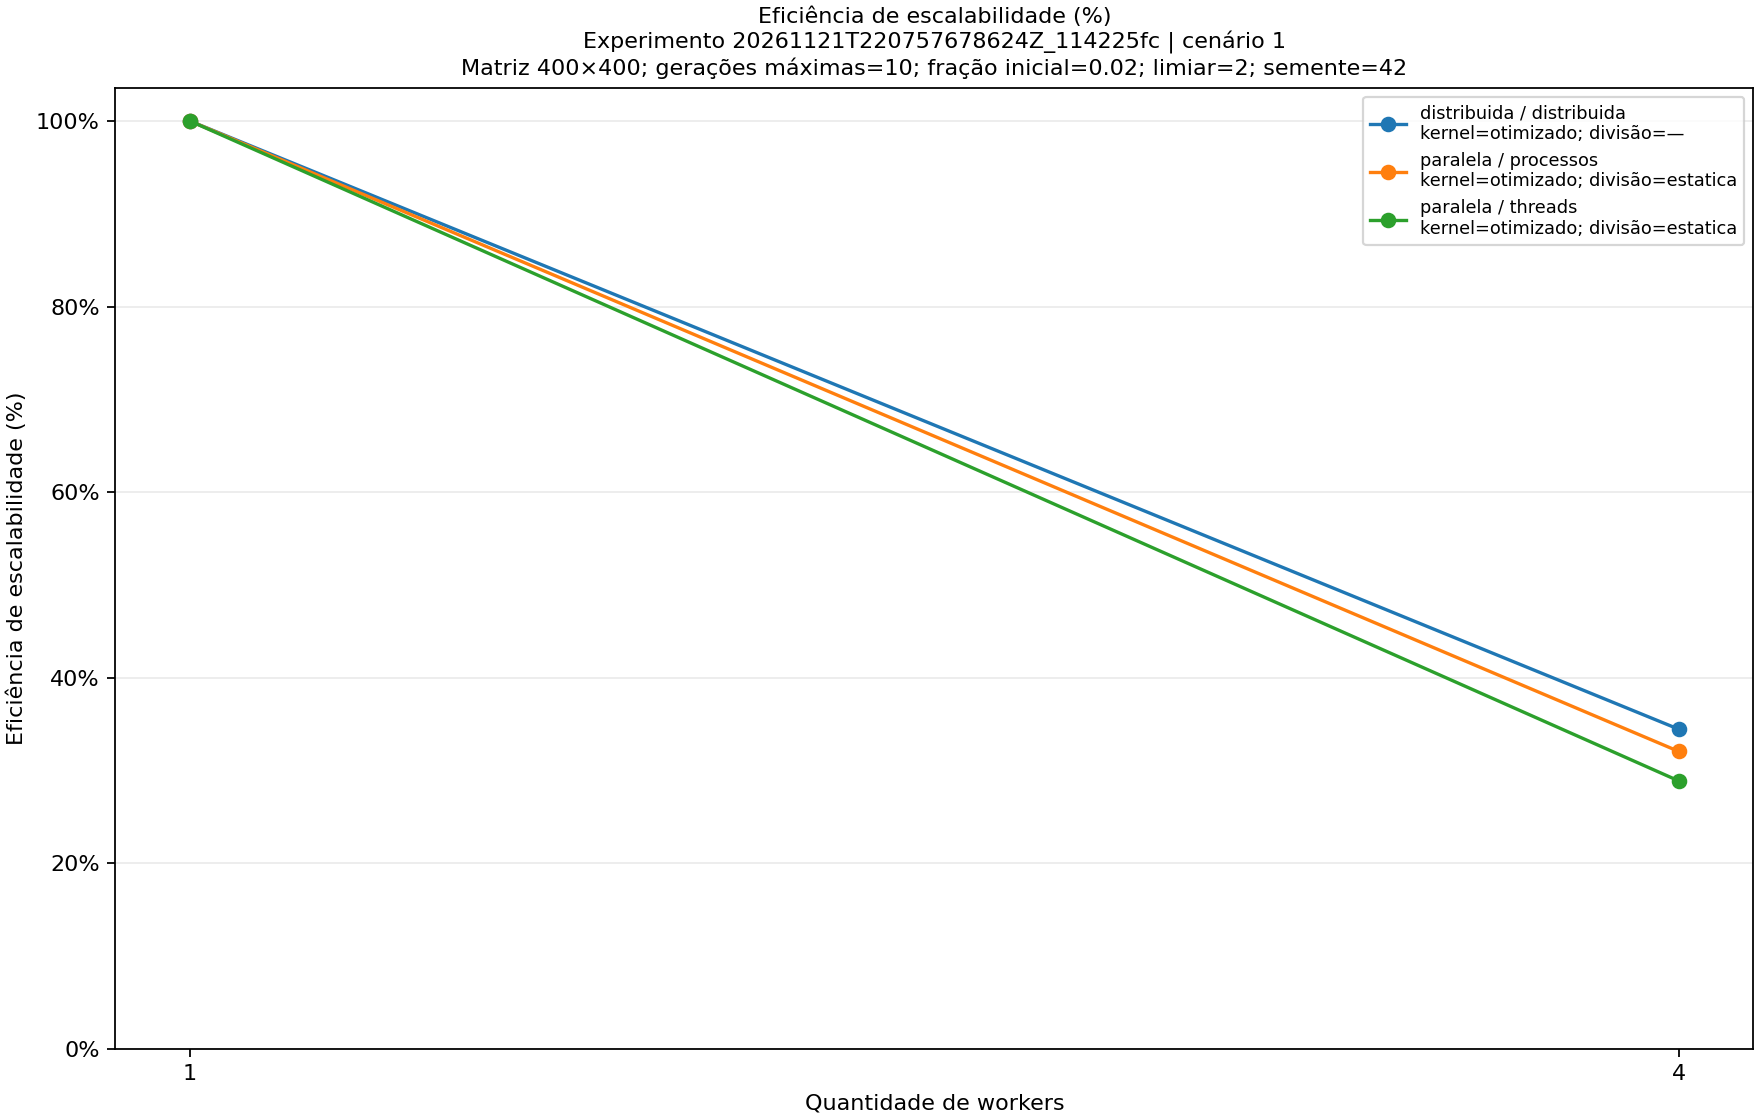 Eficiência de escalabilidade (%)
Experimento 20261121T220757678624Z_114225fc | cenário 1
Matriz 400×400; gerações máximas=10; fração inicial=0.02; limiar=2; semente=42
distribuida / distribuida
kernel=otimizado; divisão=—
paralela / processos
kernel=otimizado; divisão=estatica
paralela / threads
kernel=otimizado; divisão=estatica
Eficiência de escalabilidade (%)
100%
80%
60%
40%
20%
0%
1
4
Quantidade de workers